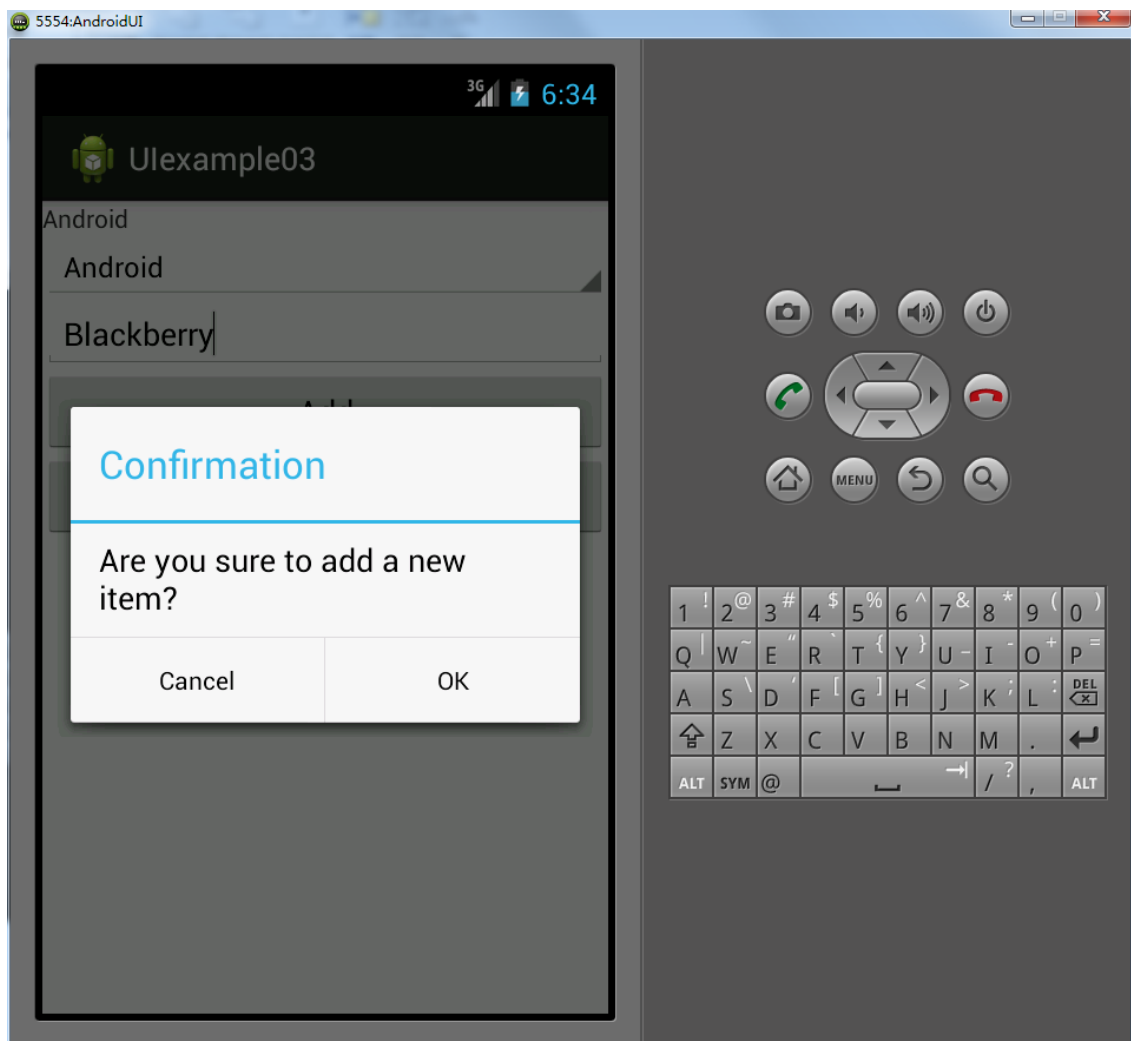 5554:AndroidUI
3G 6:34
UIexample03
Android
Android
Blackberry
Add
Confirmation
Are you sure to add a new
item?
Cancel OK
MENU
1 ! 2 @ 3 # 4 $ 5 % 6 ^ 7 & 8 * 9 ( 0 )
Q | W ~ E “ R ` T { Y } U _ I - O + P =
A S \ D ‘ F [ G ] H < J > K ; L : DEL
Z X C V B N M .
ALT SYM @ / ? , ALT